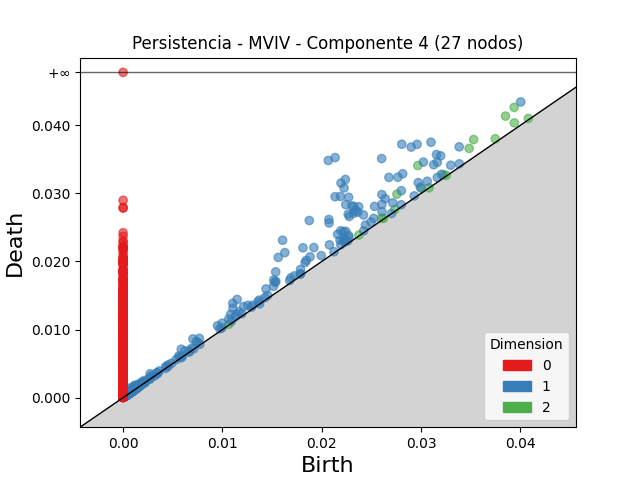 Persistencia - MVIV - Componente 4 (27 nodos)
+∞
0.040
0.030
0.020
0.010
0.000
Death
0.00 0.01 0.02 0.03 0.04
Birth
Dimension
0
1
2